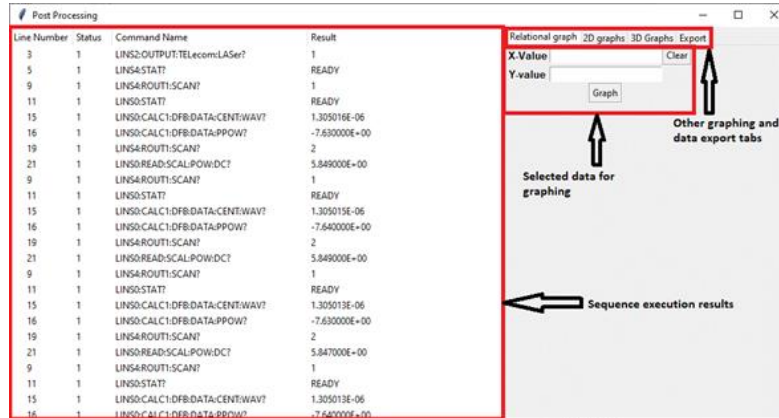 Post Processing
Line Number Status Command Name Result
3 1 LINS2:OUTPUT:TELecom:LASer? 1
5 1 LINS4:STAT? READY
9 1 LINS4:ROUT1:SCAN? 1
11 1 LINS0:STAT? READY
15 1 LINS0:CALC1:DFB:DATA:CENT:WAV? 1.305016E-06
16 1 LINS0:CALC1:DFB:DATA:PPOW? -7.630000E+00
19 1 LINS4:ROUT1:SCAN? 2
21 1 LINS0:READ:SCAL:POW:DC? 5.849000E+00
9 1 LINS4:ROUT1:SCAN? 1
11 1 LINS0:STAT? READY
15 1 LINS0:CALC1:DFB:DATA:CENT:WAV? 1.305015E-06
16 1 LINS0:CALC1:DFB:DATA:PPOW? -7.640000E+00
19 1 LINS4:ROUT1:SCAN? 2
21 1 LINS0:READ:SCAL:POW:DC? 5.849000E+00
9 1 LINS4:ROUT1:SCAN? 1
11 1 LINS0:STAT? READY
15 1 LINS0:CALC1:DFB:DATA:CENT:WAV? 1.305013E-06
16 1 LINS0:CALC1:DFB:DATA:PPOW? -7.630000E+00
19 1 LINS4:ROUT1:SCAN? 2
21 1 LINS0:READ:SCAL:POW:DC? 5.847000E+00
9 1 LINS4:ROUT1:SCAN? 1
11 1 LINS0:STAT? READY
15 1 LINS0:CALC1:DFB:DATA:CENT:WAV? 1.305013E-06
16 1 LINS0:CALC1:DFB:DATA:PPOW? -7.640000E+00
Relational graph 2D graphs 3D Graphs Export
X-Value Clear
Y-value
Graph
Other graphing and
data export tabs
Selected data for
graphing
Sequence execution results